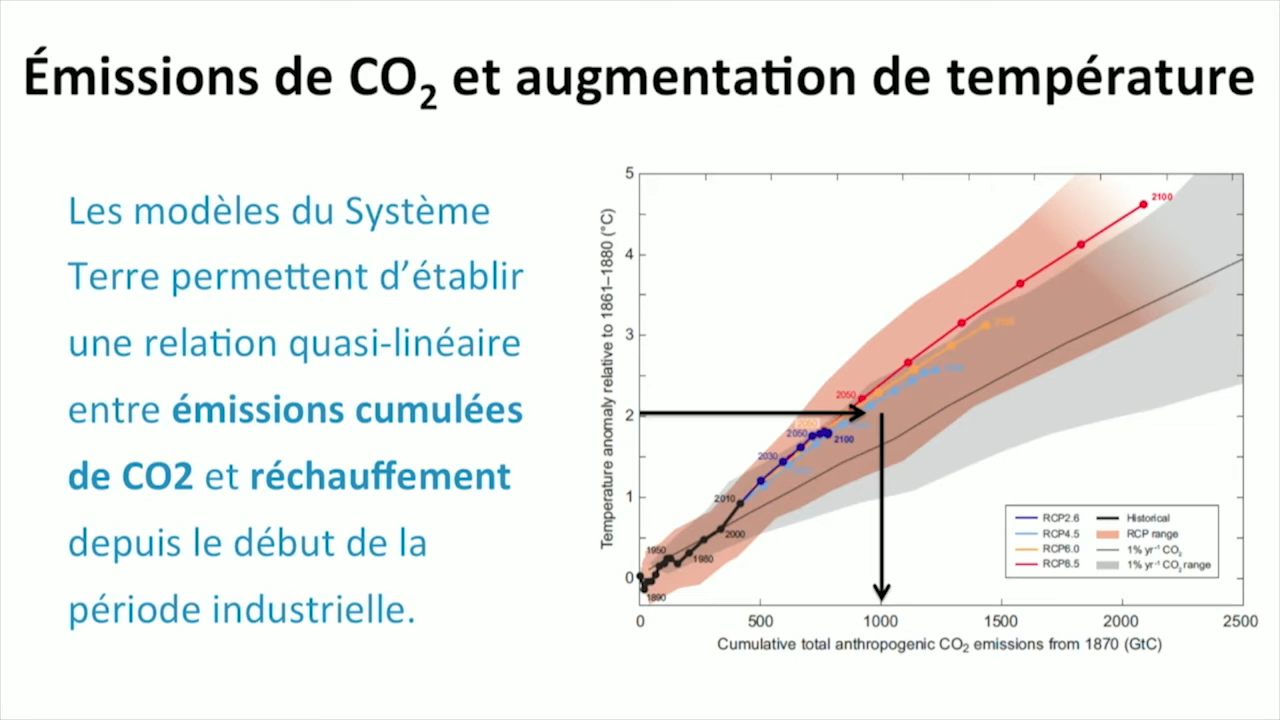 Émissions de CO₂ et augmentation de température
Les modèles du Système
Terre permettent d’établir
une relation quasi-linéaire
entre émissions cumulées
de CO2 et réchauffement
depuis le début de la
période industrielle.
Temperature anomaly relative to 1861–1880 (°C)
5
4
3
2
1
0
2100
2100
2050
2050
2050
2100
2030
2010
2000
1950
1980
1890
RCP2.6
RCP4.5
RCP6.0
RCP8.5
Historical
RCP range
1% yr⁻¹ CO₂
1% yr⁻¹ CO₂ range
0
500
1000
1500
2000
2500
Cumulative total anthropogenic CO₂ emissions from 1870 (GtC)